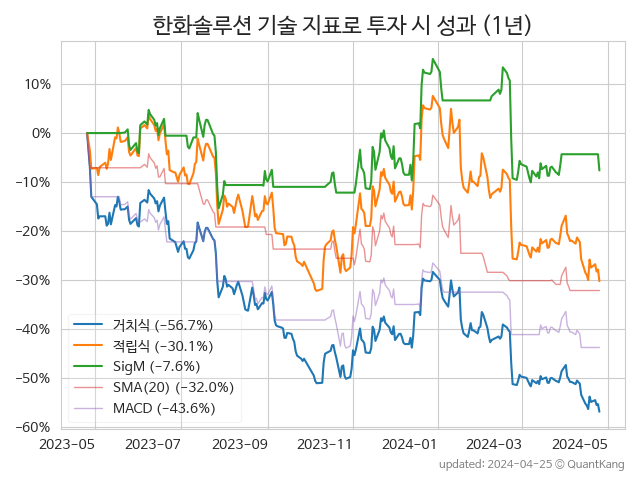 한화솔루션 기술 지표로 투자 시 성과 (1년)
10%
0%
−10%
−20%
−30%
−40%
−50%
−60%
거치식 (−56.7%)
적립식 (−30.1%)
SigM (−7.6%)
SMA(20) (−32.0%)
MACD (−43.6%)
2023-05 2023-07 2023-09 2023-11 2024-01 2024-03 2024-05
updated: 2024-04-25 © QuantKang